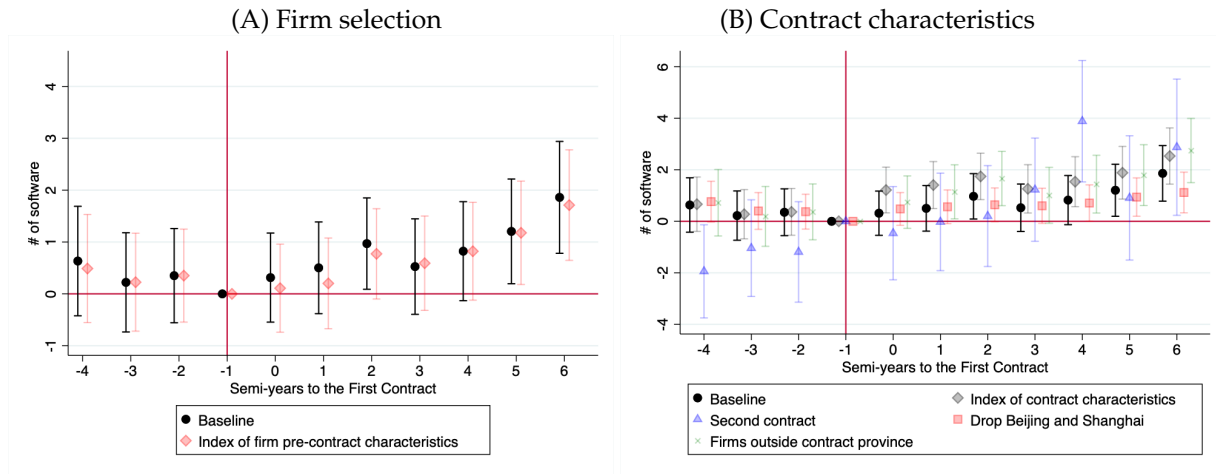 (A) Firm selection
# of software
4
3
2
1
0
-1
-4 -3 -2 -1 0 1 2 3 4 5 6
Semi-years to the First Contract
Baseline
Index of firm pre-contract characteristics
(B) Contract characteristics
# of software
6
4
2
0
-2
-4
-4 -3 -2 -1 0 1 2 3 4 5 6
Semi-years to the First Contract
Baseline Index of contract characteristics
Second contract Drop Beijing and Shanghai
Firms outside contract province